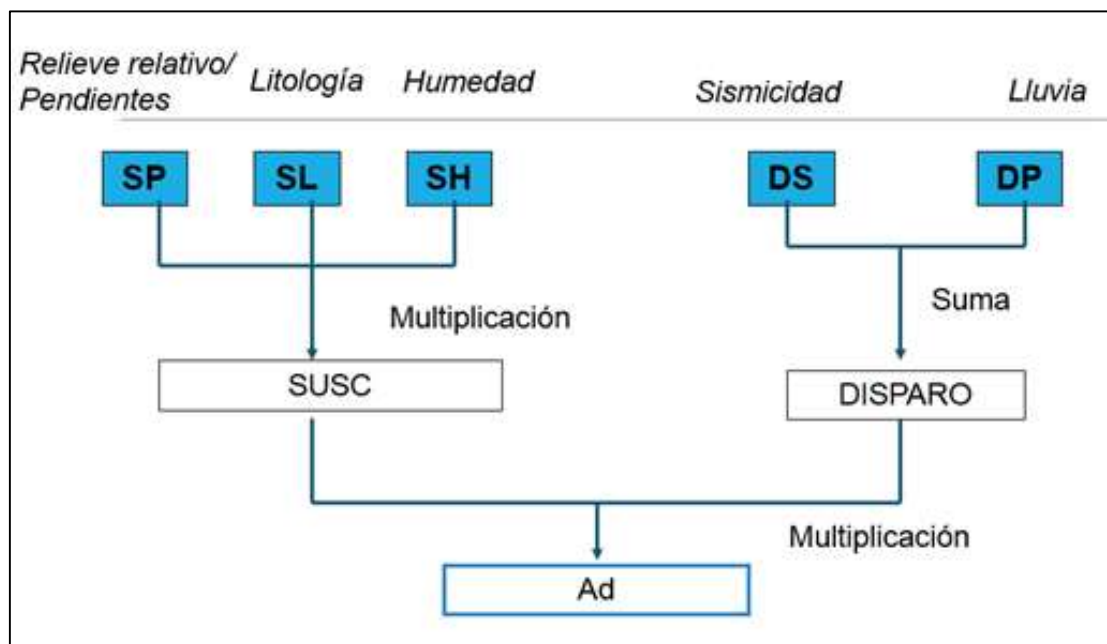 Relieve relativo/
Pendientes
Litología
Humedad
Sismicidad
Lluvia
SP
SL
SH
DS
DP
Suma
Multiplicación
SUSC
DISPARO
Multiplicación
Ad